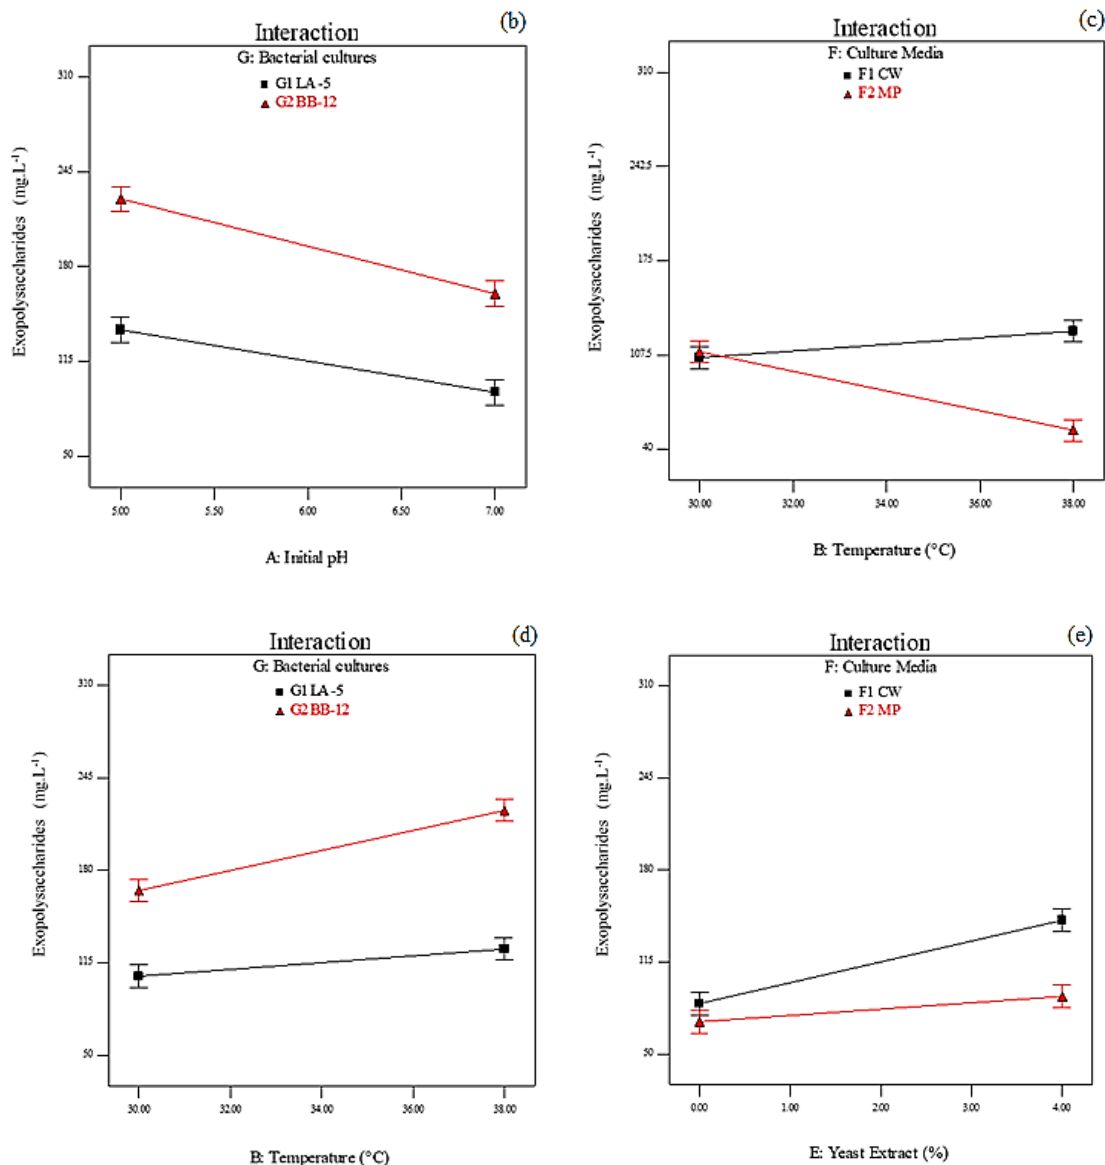 (b)
Interaction
G: Bacterial cultures
G1 LA-5
G2 BB-12
Exopolysaccharides (mg.L-1)
310
245
180
115
50
5.00 5.50 6.00 6.50 7.00
A: Initial pH
(c)
Interaction
F: Culture Media
F1 CW
F2 MP
Exopolysaccharides (mg.L-1)
310
242.5
175
107.5
40
30.00 32.00 34.00 36.00 38.00
B: Temperature (°C)
(d)
Interaction
G: Bacterial cultures
G1 LA-5
G2 BB-12
Exopolysaccharides (mg.L-1)
310
245
180
115
50
30.00 32.00 34.00 36.00 38.00
B: Temperature (°C)
(e)
Interaction
F: Culture Media
F1 CW
F2 MP
Exopolysaccharides (mg.L-1)
310
245
180
115
50
0.00 1.00 2.00 3.00 4.00
E: Yeast Extract (%)